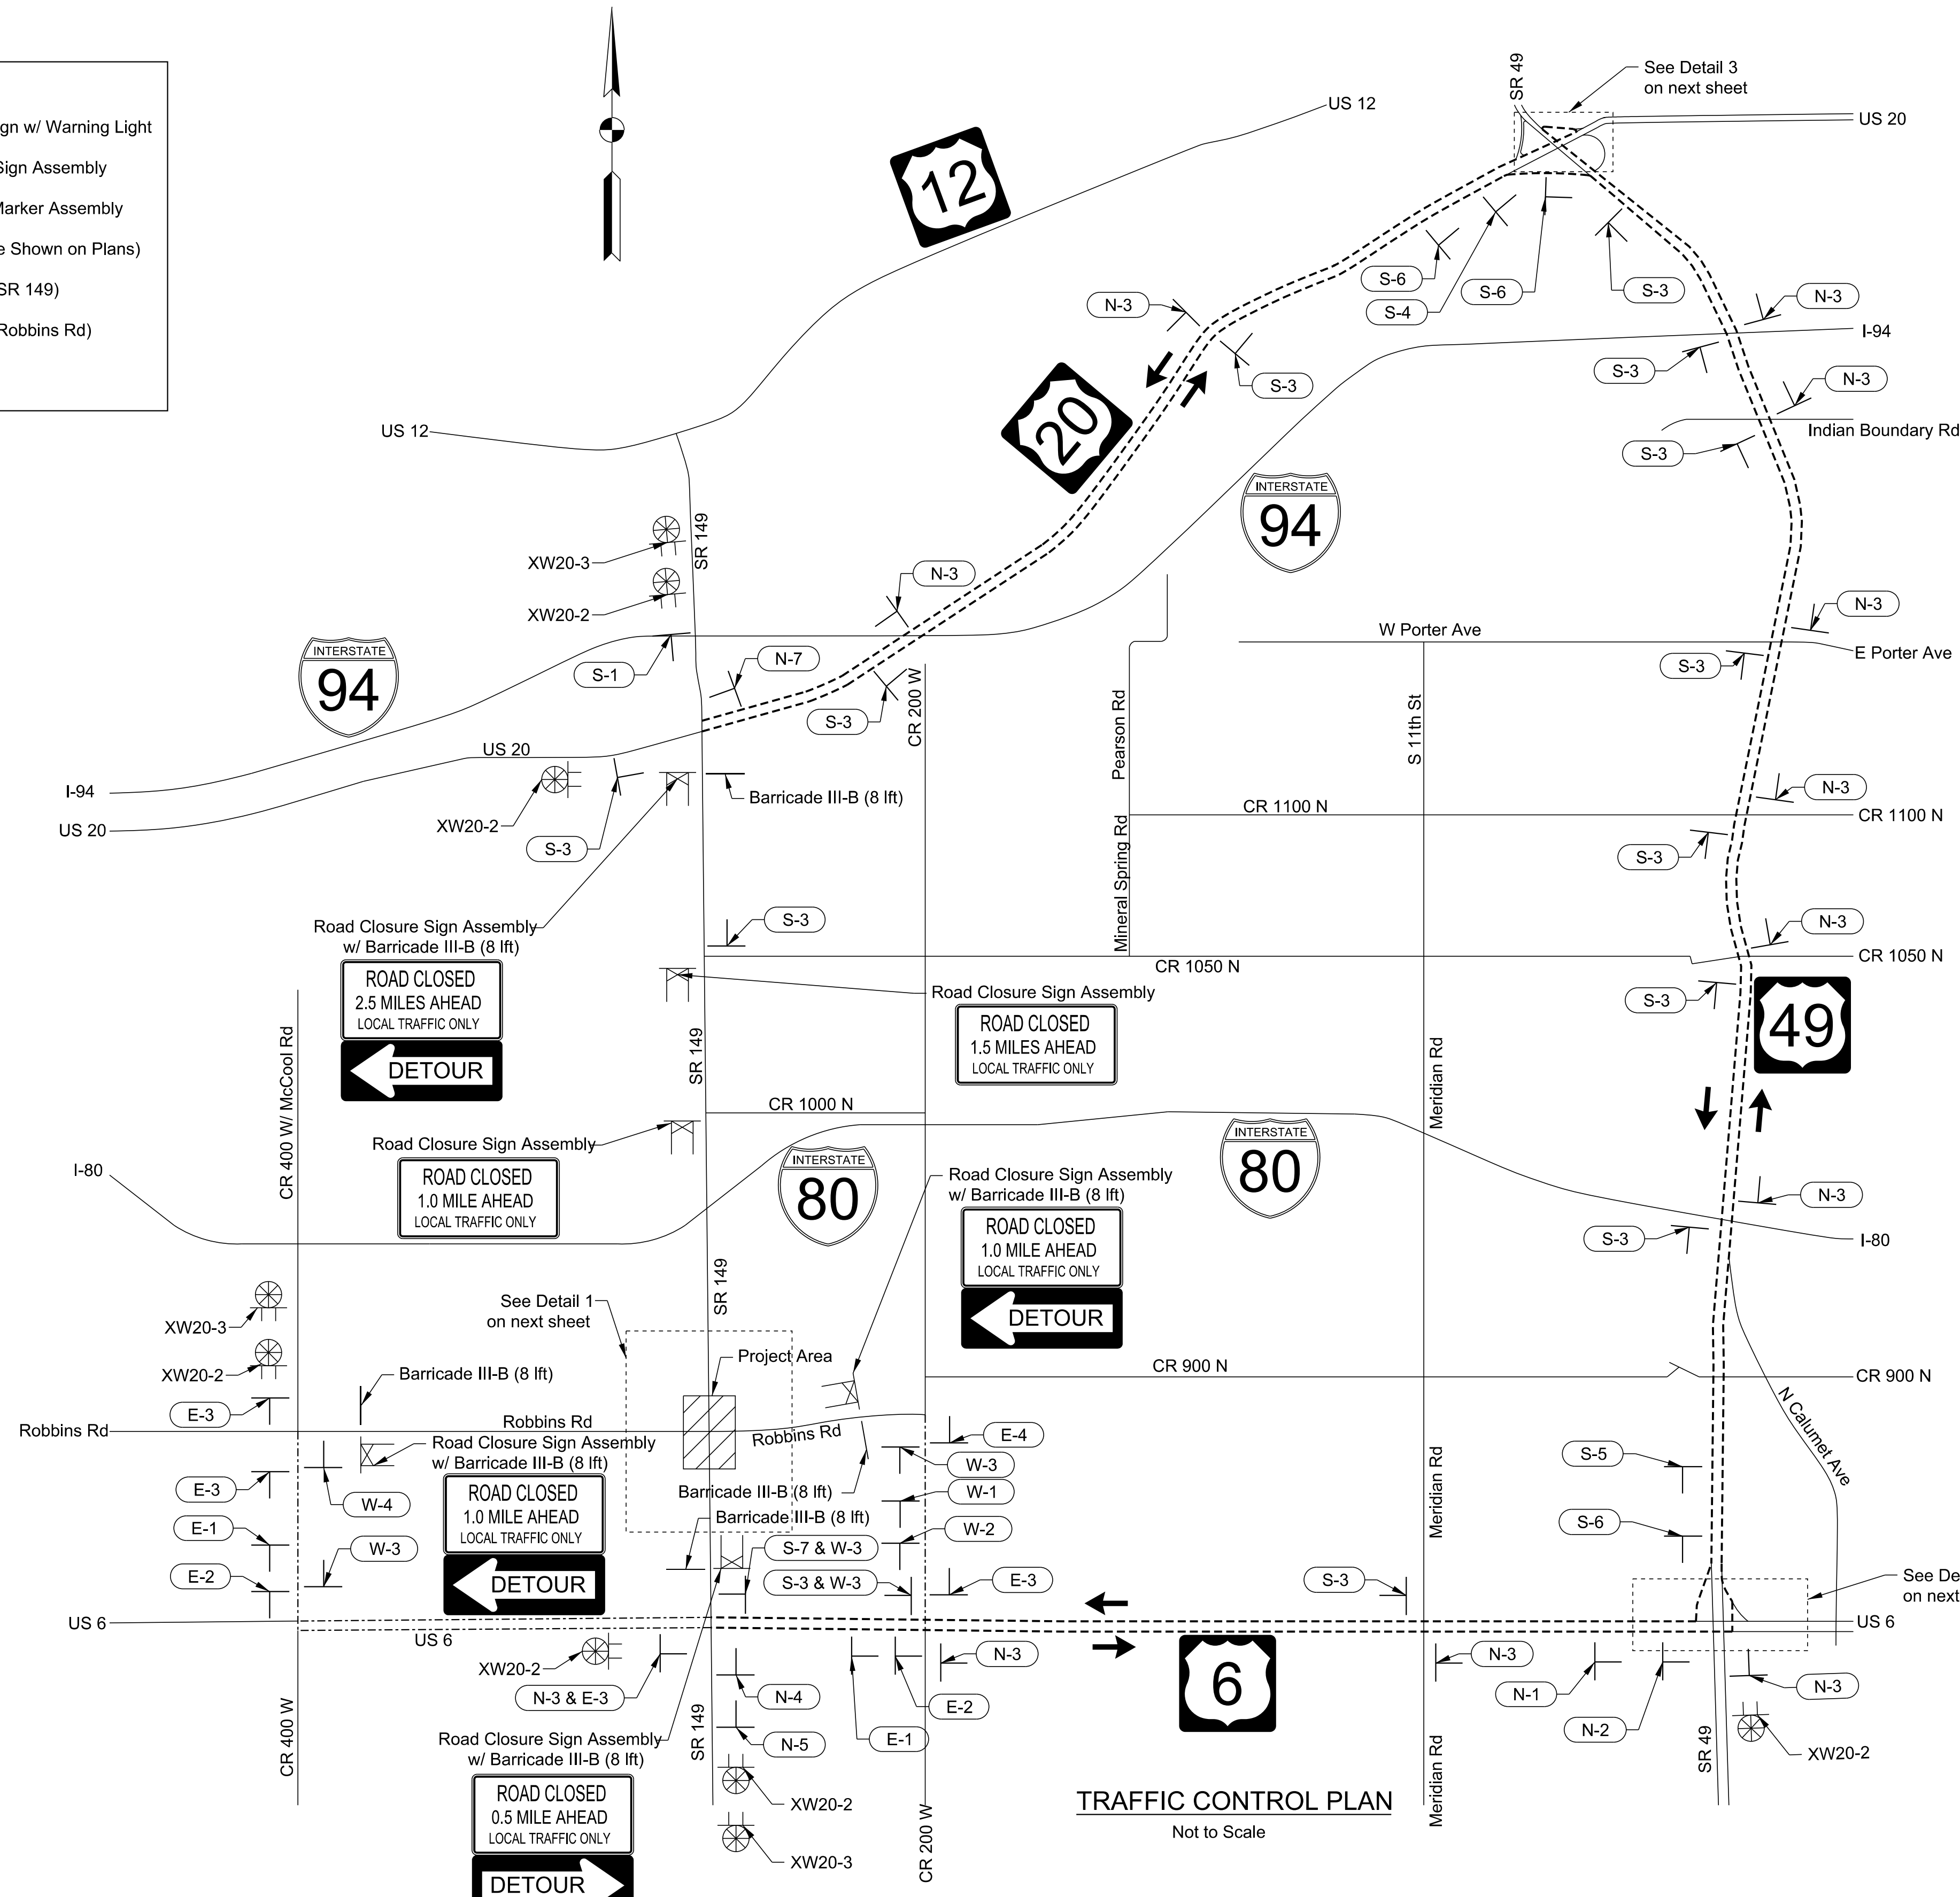 gn w/ Warning Light
Sign Assembly
Marker Assembly
e Shown on Plans)
SR 149)
Robbins Rd)
See Detail 3
on next sheet
SR 49
US 12
US 20
12
S-6
S-4
S-6
S-3
N-3
N-3
I-94
S-3
S-3
N-3
20
US 12
Indian Boundary Rd
S-3
INTERSTATE
94
SR 149
XW20-3
XW20-2
N-3
N-3
W Porter Ave
E Porter Ave
INTERSTATE
94
S-1
N-7
S-3
S-3
CR 200 W
Pearson Rd
S 11th St
US 20
I-94
US 20
XW20-2
S-3
Barricade III-B (8 lft)
N-3
CR 1100 N
CR 1100 N
Mineral Spring Rd
S-3
Road Closure Sign Assembly
w/ Barricade III-B (8 lft)
ROAD CLOSED
2.5 MILES AHEAD
LOCAL TRAFFIC ONLY
DETOUR
S-3
N-3
CR 1050 N
CR 1050 N
S-3
49
Road Closure Sign Assembly
ROAD CLOSED
1.5 MILES AHEAD
LOCAL TRAFFIC ONLY
CR 400 W/ McCool Rd
SR 149
Meridian Rd
CR 1000 N
Road Closure Sign Assembly
ROAD CLOSED
1.0 MILE AHEAD
LOCAL TRAFFIC ONLY
I-80
INTERSTATE
80
INTERSTATE
80
Road Closure Sign Assembly
w/ Barricade III-B (8 lft)
ROAD CLOSED
1.0 MILE AHEAD
LOCAL TRAFFIC ONLY
DETOUR
N-3
S-3
I-80
SR 149
See Detail 1
on next sheet
XW20-3
XW20-2
Project Area
Barricade III-B (8 lft)
CR 900 N
CR 900 N
N Calumet Ave
E-3
Robbins Rd
Robbins Rd
Robbins Rd
Road Closure Sign Assembly
w/ Barricade III-B (8 lft)
ROAD CLOSED
1.0 MILE AHEAD
LOCAL TRAFFIC ONLY
DETOUR
E-4
W-3
W-1
W-2
Barricade III-B (8 lft)
Barricade III-B (8 lft)
S-7 & W-3
S-3 & W-3
E-3
E-3
W-4
E-1
W-3
E-2
Meridian Rd
S-5
S-6
S-3
See De
on next
US 6
US 6
US 6
XW20-2
N-3 & E-3
N-4
N-5
E-1
E-2
N-3
6
N-3
N-1
N-2
N-3
XW20-2
CR 400 W
SR 149
CR 200 W
Meridian Rd
SR 49
Road Closure Sign Assembly
w/ Barricade III-B (8 lft)
ROAD CLOSED
0.5 MILE AHEAD
LOCAL TRAFFIC ONLY
DETOUR
XW20-2
XW20-3
TRAFFIC CONTROL PLAN
Not to Scale